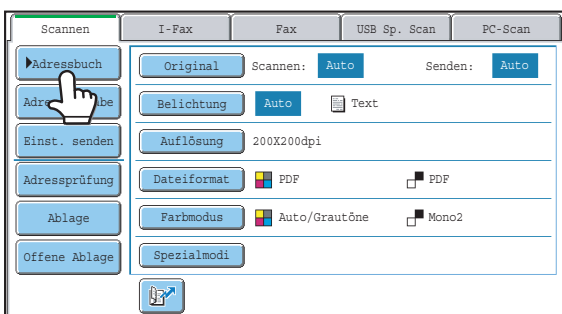 Scannen I-Fax Fax USB Sp. Scan PC-Scan
Adressbuch Original Scannen: Auto Senden: Auto
Belichtung Auto Text
Einst. senden Auflösung 200X200dpi
Adressprüfung Dateiformat PDF PDF
Ablage Farbmodus Auto/Grautöne Mono2
Offene Ablage Spezialmodi